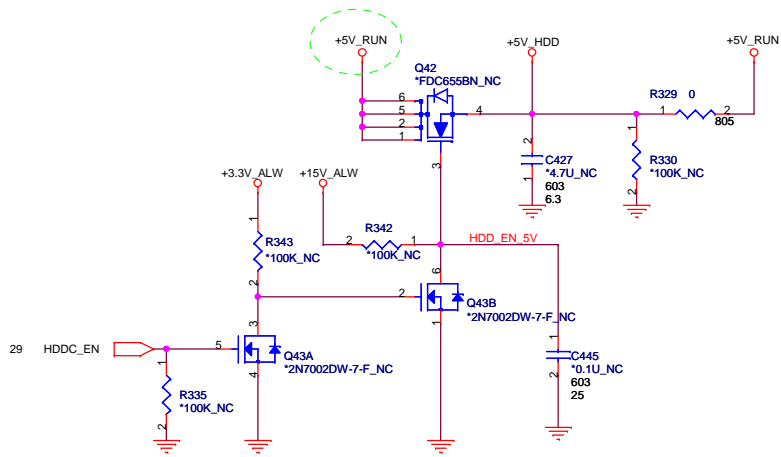 +5V_RUN
+5V_HDD
+5V_RUN
Q42
*FDC655BN_NC
6
5
2
1
4
3
R329 0
1
2
805
2
C427
*4.7U_NC
1
603
6.3
1
R330
*100K_NC
2
+3.3V_ALW
+15V_ALW
1
R343
*100K_NC
2
R342
2
1
*100K_NC
HDD_EN_5V
6
2
Q43B
*2N7002DW-7-F_NC
1
3
29 HDDC_EN
5
Q43A
*2N7002DW-7-F_NC
4
1
R335
*100K_NC
2
1
C445
*0.1U_NC
2
603
25